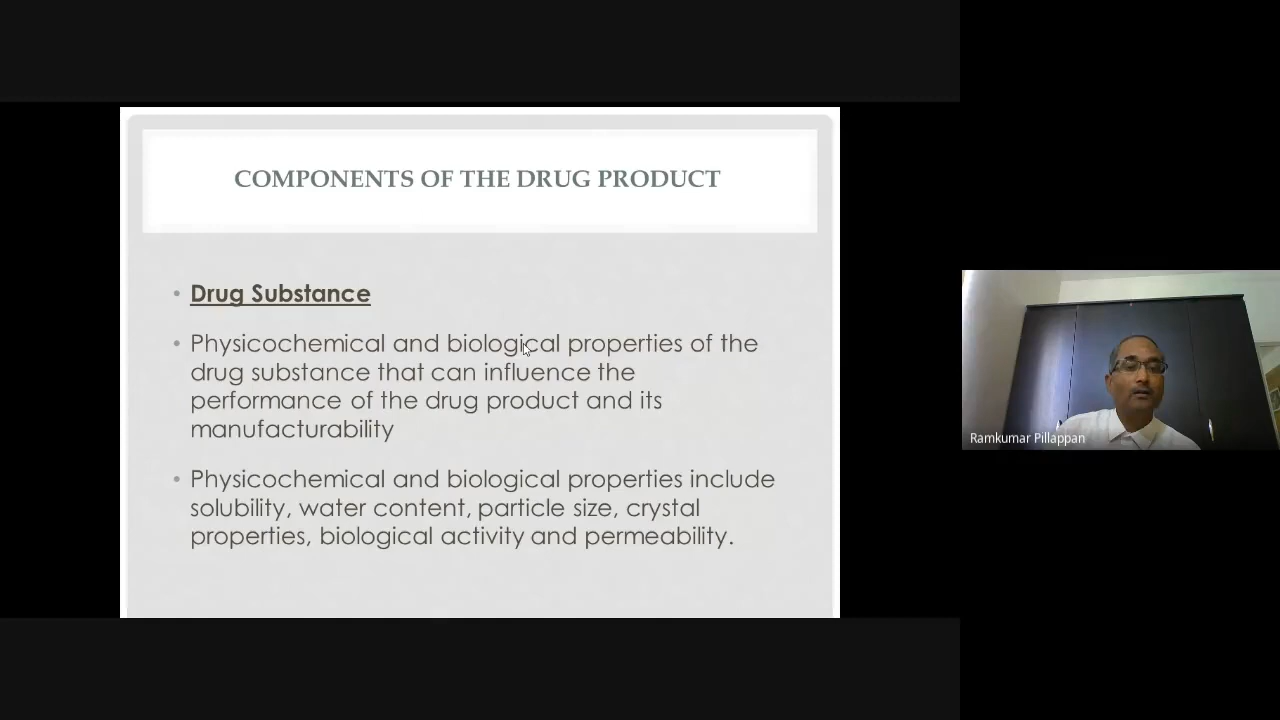 COMPONENTS OF THE DRUG PRODUCT
• Drug Substance
• Physicochemical and biological properties of the
drug substance that can influence the
performance of the drug product and its
manufacturability
• Physicochemical and biological properties include
solubility, water content, particle size, crystal
properties, biological activity and permeability.
Ramkumar Pillappan